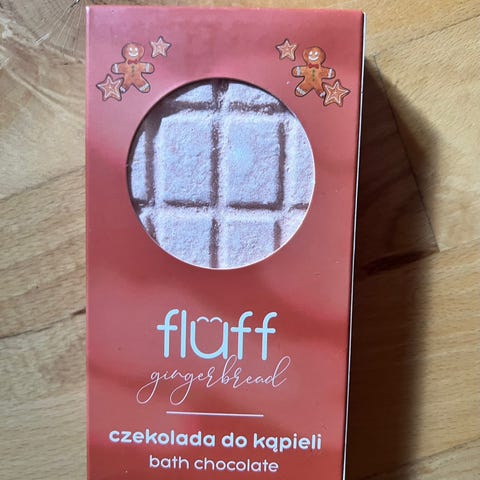 fluff
gingerbread
czekolada do kąpieli
bath chocolate